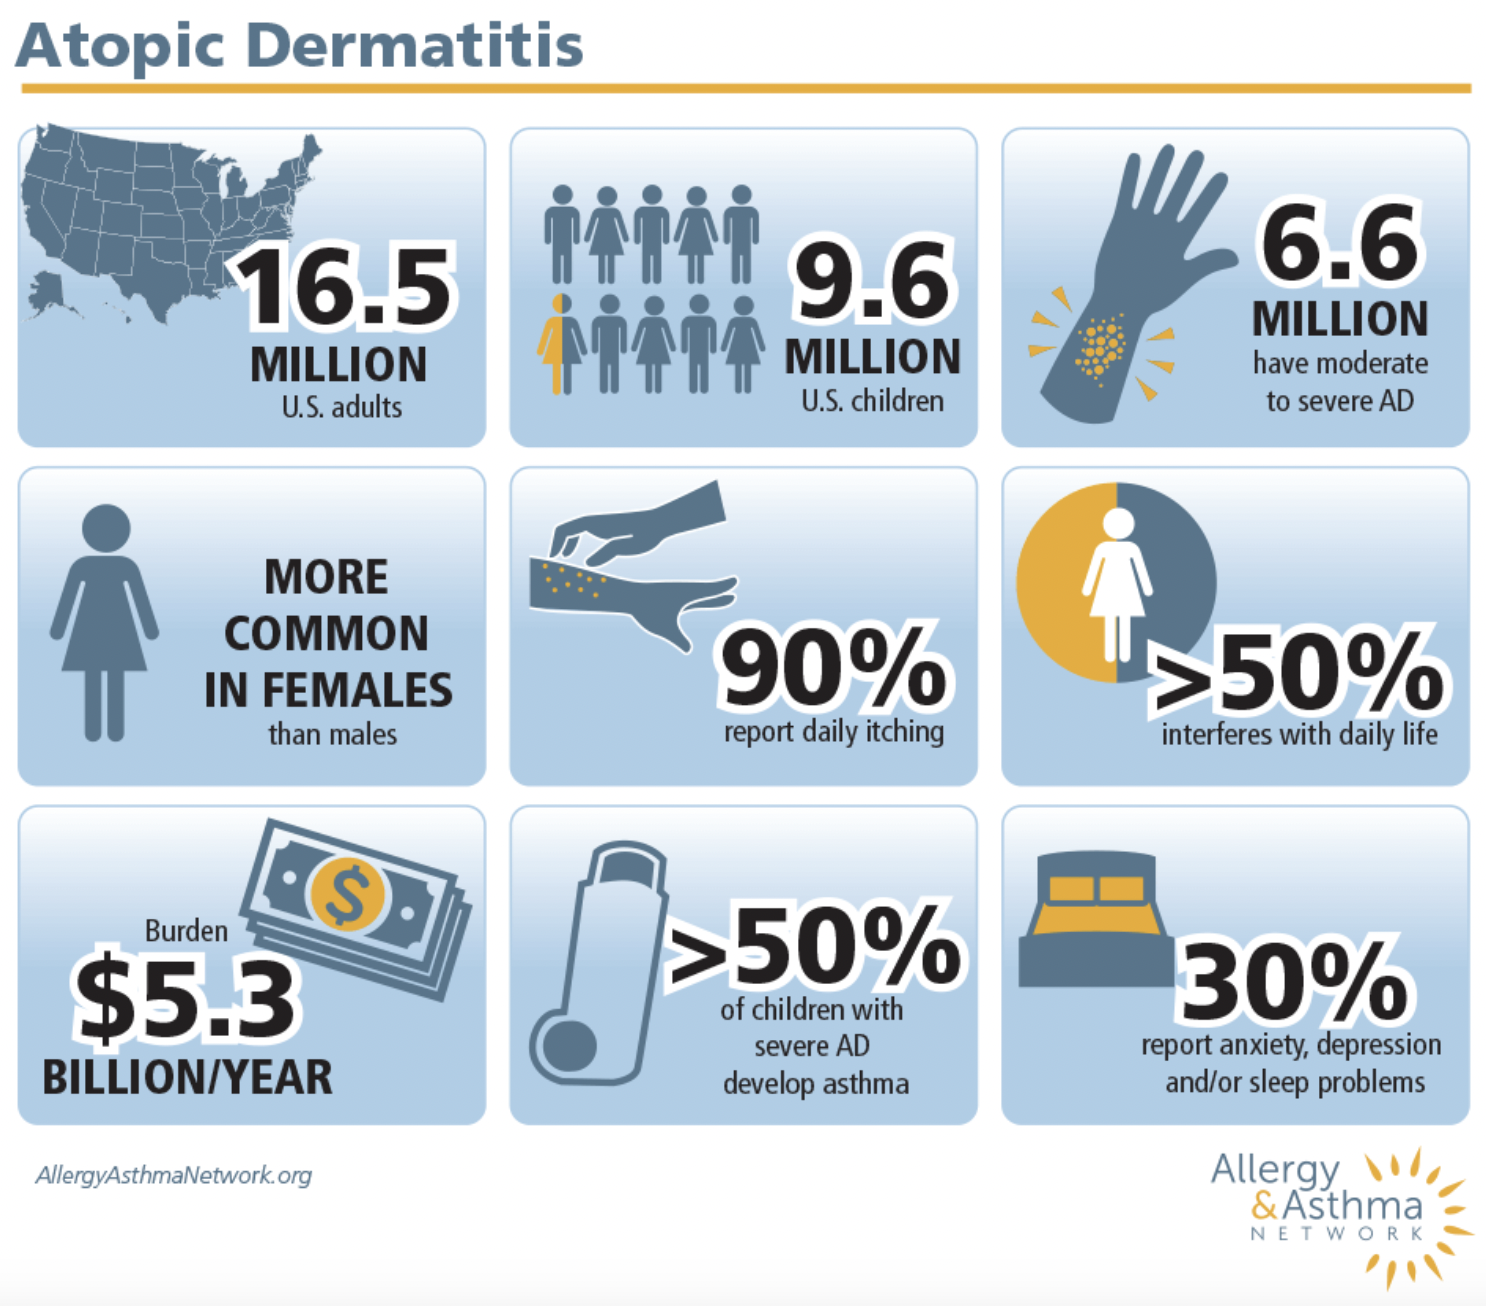 Atopic Dermatitis
16.5
MILLION
U.S. adults
9.6
MILLION
U.S. children
6.6
MILLION
have moderate
to severe AD
MORE
COMMON
IN FEMALES
than males
90%
report daily itching
>50%
interferes with daily life
Burden
$
$5.3
BILLION/YEAR
>50%
of children with
severe AD
develop asthma
30%
report anxiety, depression
and/or sleep problems
AllergyAsthmaNetwork.org
Allergy
&Asthma
NETWORK